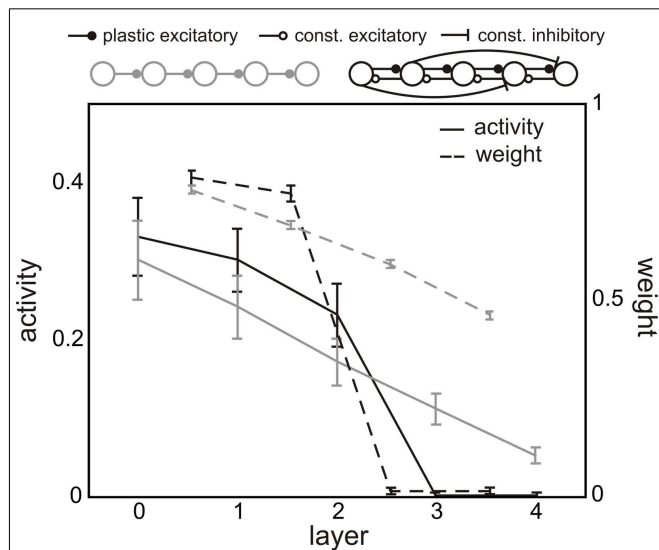 plastic excitatory const. excitatory const. inhibitory
activity
weight
1
0.4
0.5
0.2
0
0
activity
weight
0 1 2 3 4
layer